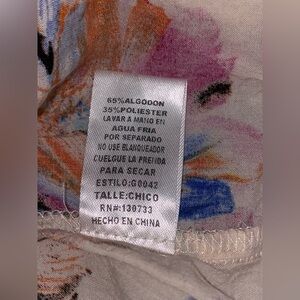 65%ALGODON
35%POLIESTER
LAVAR A MANO EN
AGUA FRIA
POR SEPARADO
NO USE BLANQUEADOR
CUELGUE LA PRENDA
PARA SECAR
ESTILO:G0042
TALLE:CHICO
RN#:139733
HECHO EN CHINA